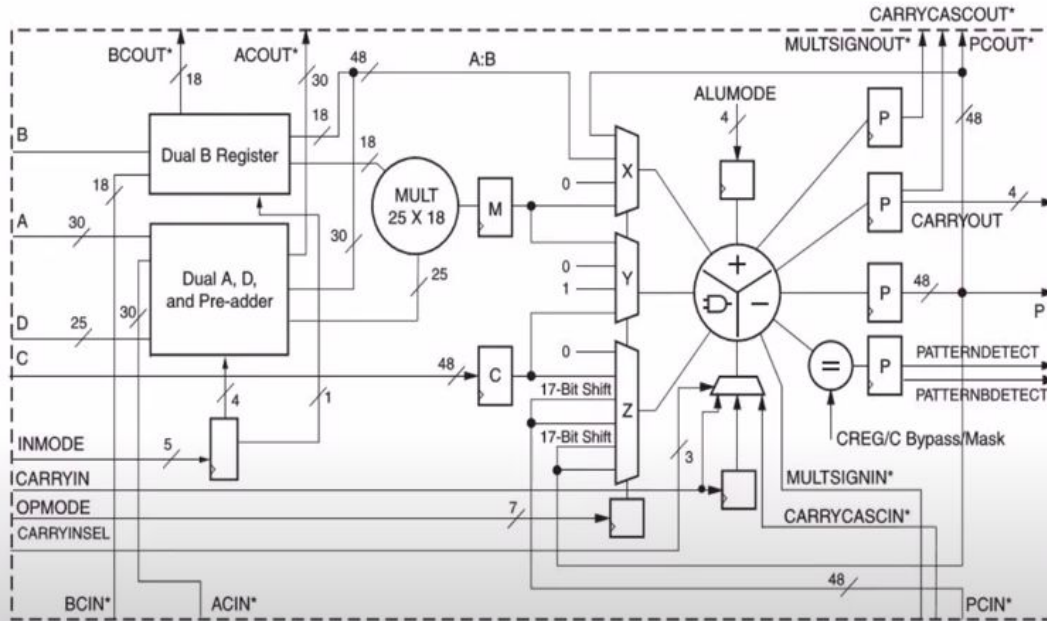 CARRYCASCOUT*
BCOUT*
ACOUT*
MULTSIGNOUT*
PCOUT*
18
30
48
A:B
ALUMODE
4
48
B
18
Dual B Register
18
18
MULT
25 X 18
M
0
X
P
P
4
CARRYOUT
A
30
30
Dual A, D,
and Pre-adder
25
0
1
Y
+
−
P
48
P
D
25
30
C
48
C
0
17-Bit Shift
17-Bit Shift
Z
=
P
PATTERNDETECT
PATTERNBDETECT
CREG/C Bypass/Mask
4
1
INMODE
5
3
CARRYIN
OPMODE
7
CARRYINSEL
MULTSIGNIN*
CARRYCASCIN*
48
BCIN*
ACIN*
PCIN*